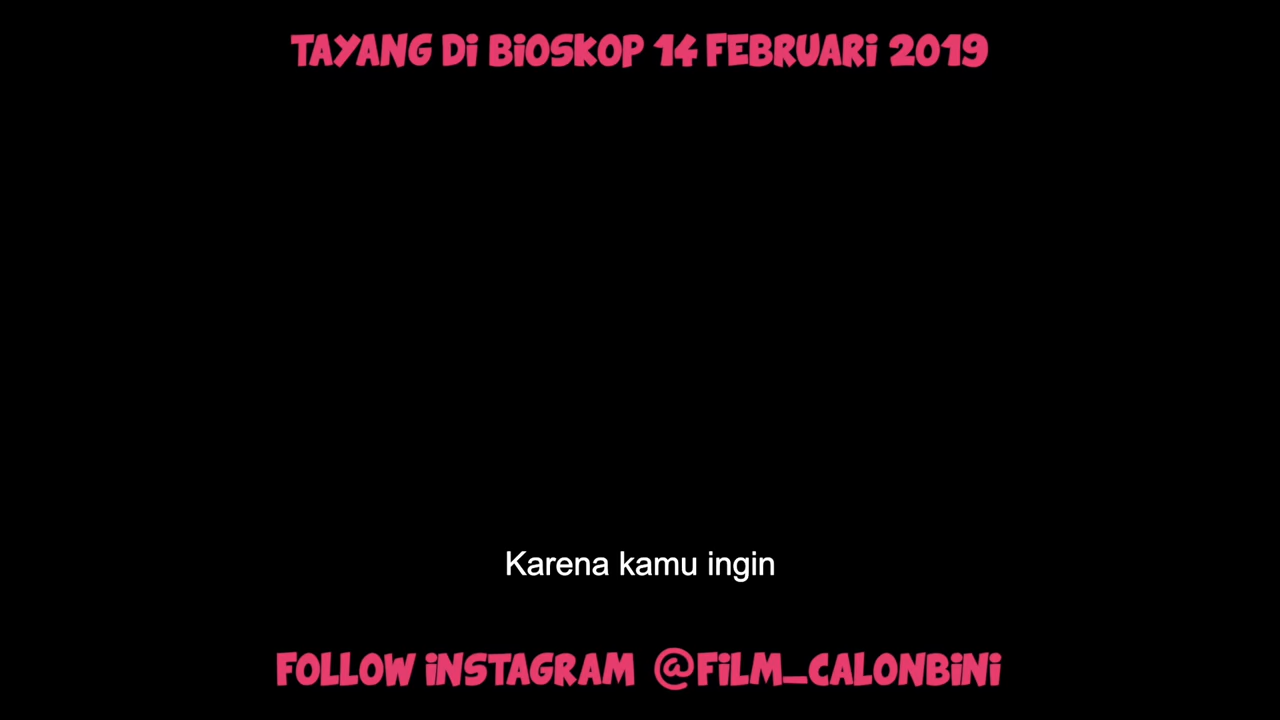 TAYANG Di BiOSKOP 14 FEBRUARi 2019
Karena kamu ingin
FOLLOW iNSTAGRAM @FiLM_CALONBiNi